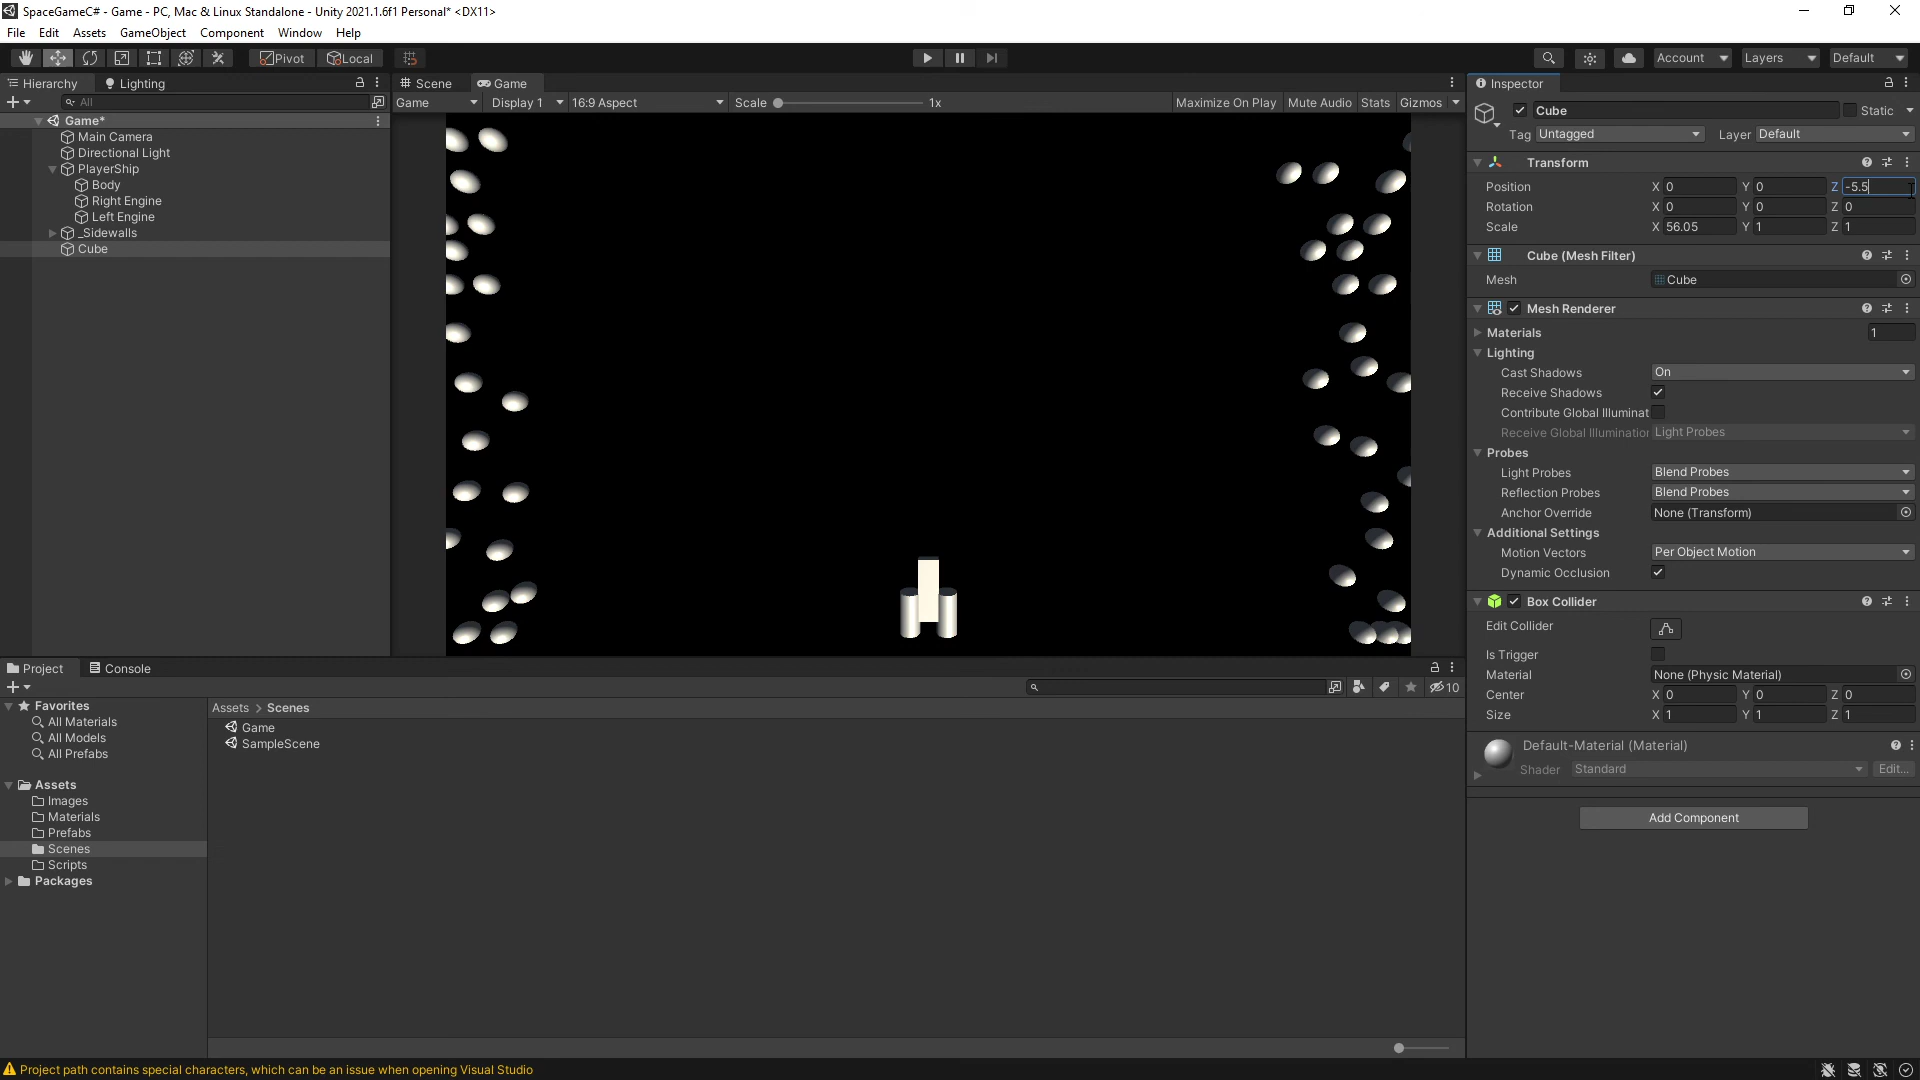 SpaceGameC# - Game - PC, Mac & Linux Standalone - Unity 2021.1.6f1 Personal* <DX11>
File Edit Assets GameObject Component Window Help
Pivot Local Account Layers Default
Hierarchy Lighting
All
Game*
Main Camera
Directional Light
PlayerShip
Body
Right Engine
Left Engine
_Sidewalls
Cube
Scene Game
Game Display 1 16:9 Aspect Scale 1x Maximize On Play Mute Audio Stats Gizmos
Inspector
Cube Static
Tag Untagged Layer Default
Transform
Position X 0 Y 0 Z -5.5
Rotation X 0 Y 0 Z 0
Scale X 56.05 Y 1 Z 1
Cube (Mesh Filter)
Mesh Cube
Mesh Renderer
Materials 1
Lighting
Cast Shadows On
Receive Shadows
Contribute Global Illuminat
Receive Global Illumination Light Probes
Probes
Light Probes Blend Probes
Reflection Probes Blend Probes
Anchor Override None (Transform)
Additional Settings
Motion Vectors Per Object Motion
Dynamic Occlusion
Box Collider
Edit Collider
Is Trigger
Material None (Physic Material)
Center X 0 Y 0 Z 0
Size X 1 Y 1 Z 1
Default-Material (Material)
Shader Standard Edit...
Add Component
Project Console
10
Favorites
All Materials
All Models
All Prefabs
Assets
Images
Materials
Prefabs
Scenes
Scripts
Packages
Assets > Scenes
Game
SampleScene
Project path contains special characters, which can be an issue when opening Visual Studio